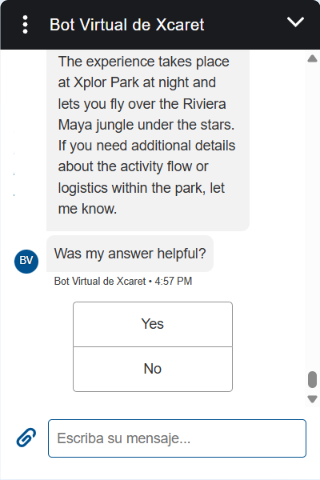 Bot Virtual de Xcaret
The experience takes place
at Xplor Park at night and
lets you fly over the Riviera
Maya jungle under the stars.
If you need additional details
about the activity flow or
logistics within the park, let
me know.
BV
Was my answer helpful?
Bot Virtual de Xcaret • 4:57 PM
Yes
No
Escriba su mensaje...